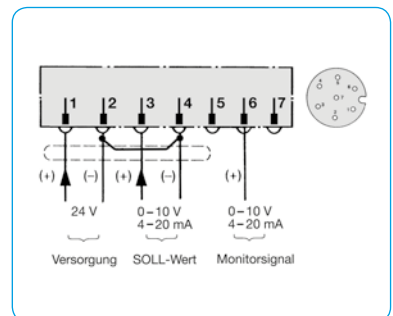 1 2 3 4 5 6 7
(+) (−) (+) (−) (+)
24 V 0–10 V 0–10 V
4–20 mA 4–20 mA
Versorgung SOLL-Wert Monitorsignal